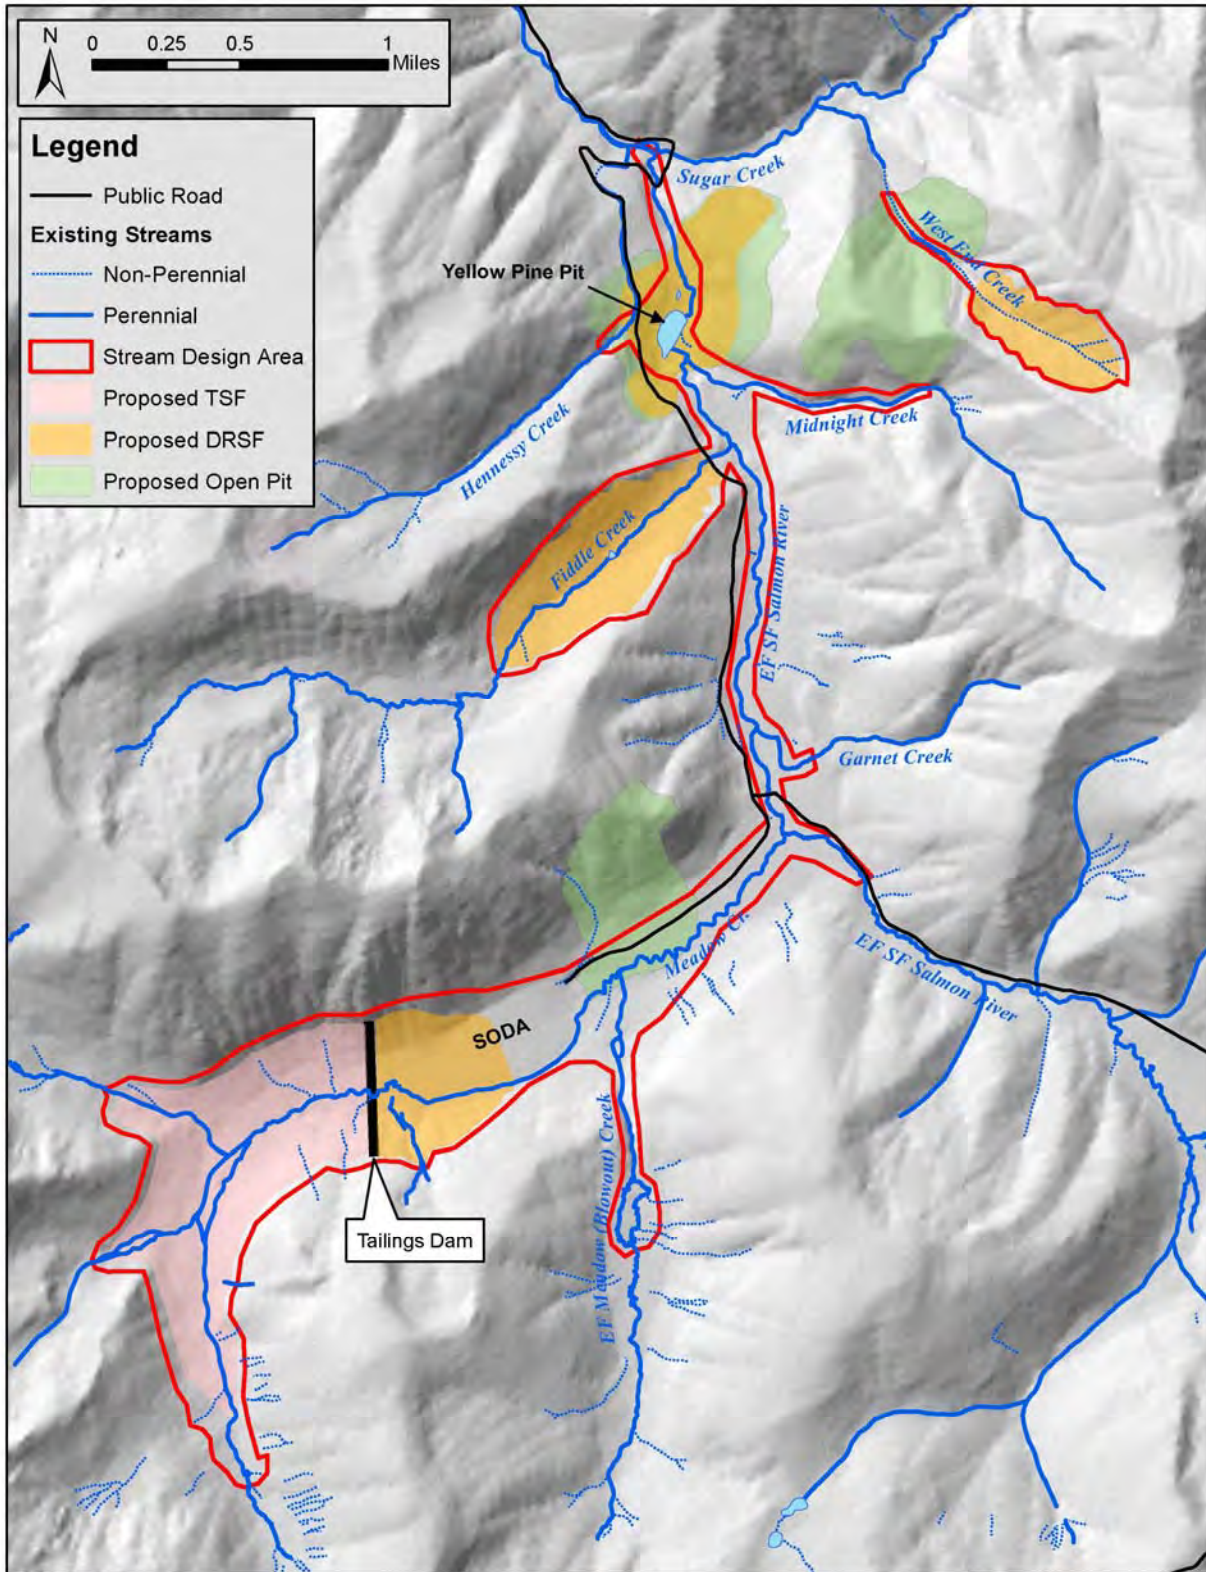 N
0 0.25 0.5 1
Miles
Legend
Public Road
Existing Streams
Non-Perennial
Perennial
Stream Design Area
Proposed TSF
Proposed DRSF
Proposed Open Pit
Sugar Creek
West End Creek
Yellow Pine Pit
Midnight Creek
Hennessy Creek
Fiddle Creek
EF SF Salmon River
Garnet Creek
Meadow Cr.
EF SF Salmon River
SODA
EF Meadow (Blowout) Creek
Tailings Dam